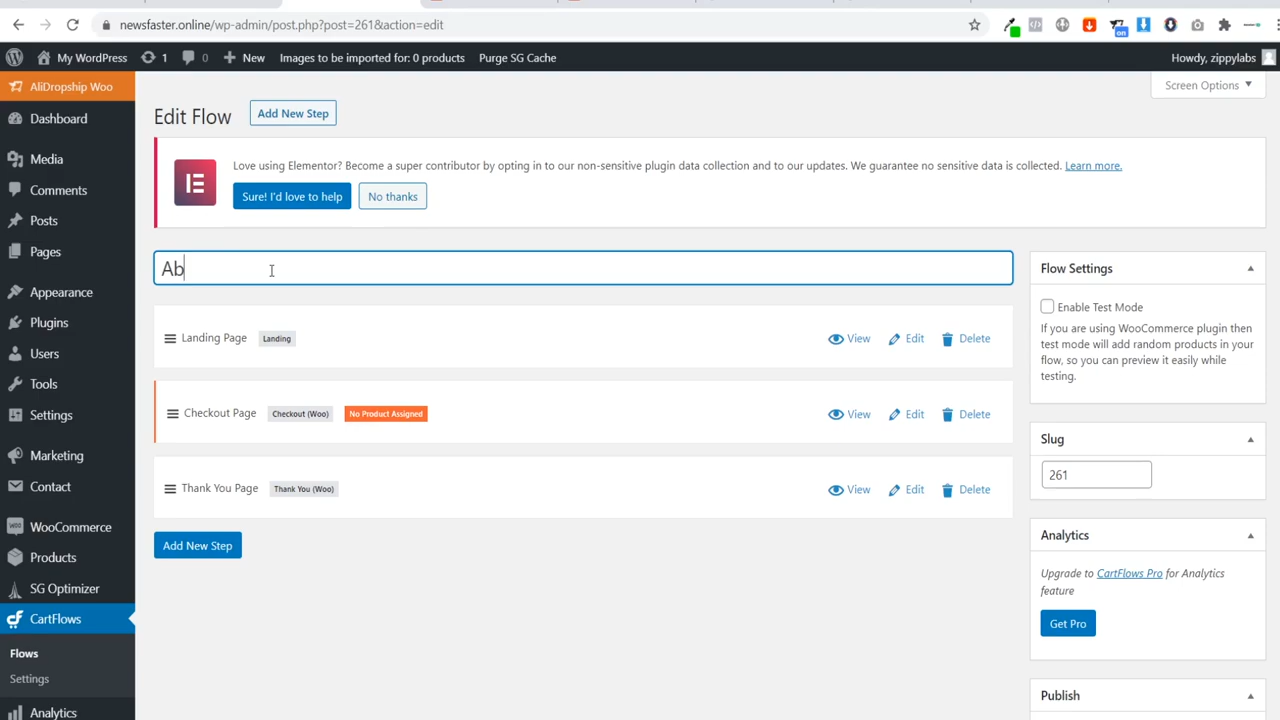 newsfaster.online/wp-admin/post.php?post=261&action=edit
on
My WordPress
1
0
New
Images to be imported for: 0 products
Purge SG Cache
Howdy, zippylabs
AliDropship Woo
Dashboard
Media
Comments
Posts
Pages
Appearance
Plugins
Users
Tools
Settings
Marketing
Contact
WooCommerce
Products
SG Optimizer
CartFlows
Flows
Settings
Analytics
Screen Options
Edit Flow
Add New Step
Love using Elementor? Become a super contributor by opting in to our non-sensitive plugin data collection and to our updates. We guarantee no sensitive data is collected. Learn more.
Sure! I'd love to help
No thanks
Ab
Landing Page
Landing
View
Edit
Delete
Checkout Page
Checkout (Woo)
No Product Assigned
View
Edit
Delete
Thank You Page
Thank You (Woo)
View
Edit
Delete
Add New Step
Flow Settings
Enable Test Mode
If you are using WooCommerce plugin then
test mode will add random products in your
flow, so you can preview it easily while
testing.
Slug
261
Analytics
Upgrade to CartFlows Pro for Analytics
feature
Get Pro
Publish